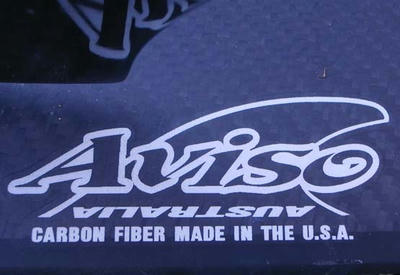 Aviso
AUSTRALIA
CARBON FIBER MADE IN THE U.S.A.